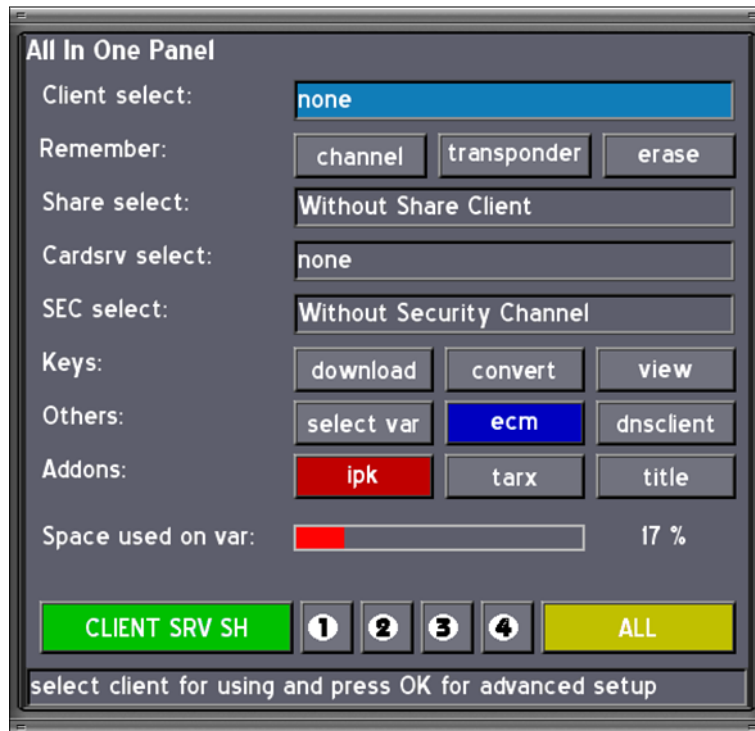 All In One Panel
Client select: none
Remember: channel transponder erase
Share select: Without Share Client
Cardsrv select: none
SEC select: Without Security Channel
Keys: download convert view
Others: select var ecm dnsclient
Addons: ipk tarx title
Space used on var: 17 %
CLIENT SRV SH 1 2 3 4 ALL
select client for using and press OK for advanced setup